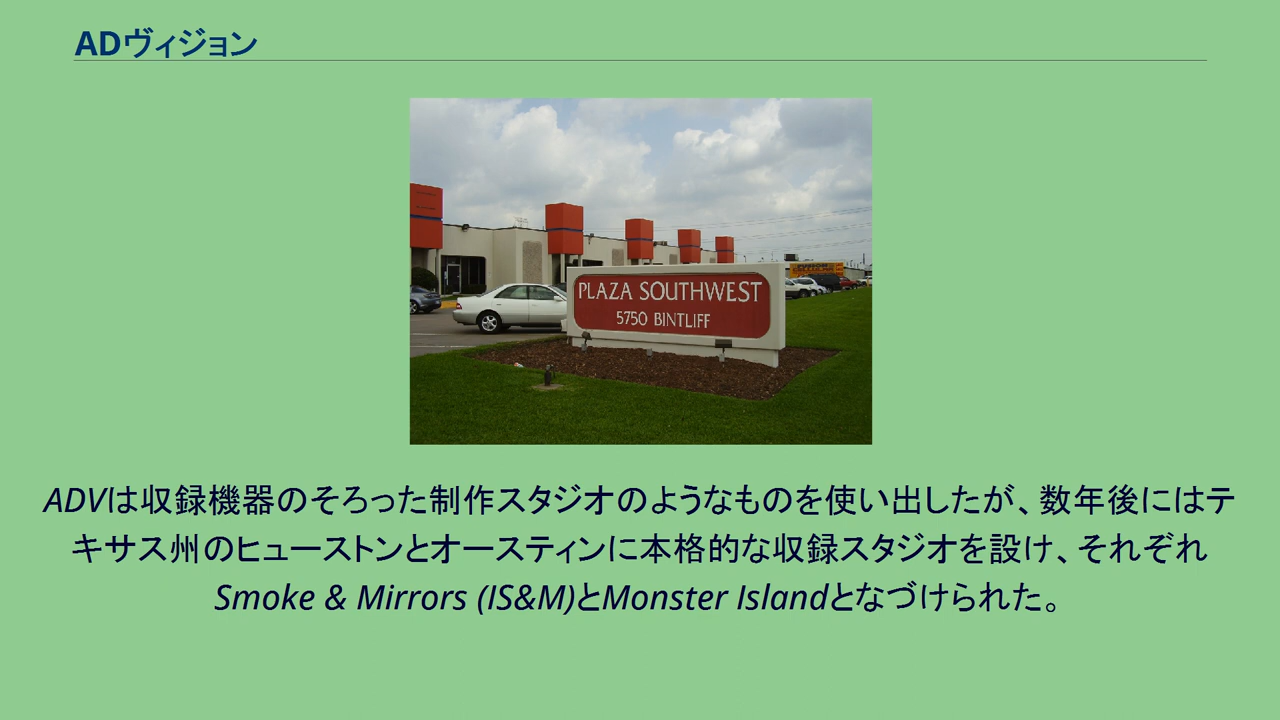 ADヴィジョン
PLAZA SOUTHWEST
5750 BINTLIFF
ADVは収録機器のそろった制作スタジオのようなものを使い出したが、数年後にはテ
キサス州のヒューストンとオースティンに本格的な収録スタジオを設け、それぞれ
Smoke & Mirrors (IS&M)とMonster Islandとなづけられた。